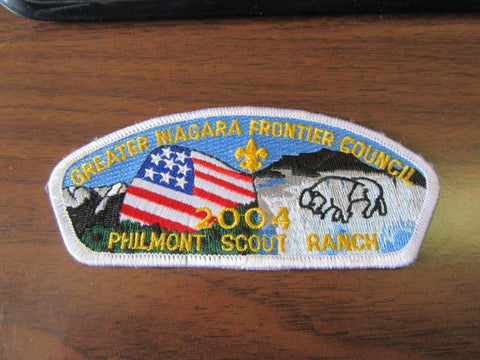 GREATER NIAGARA FRONTIER COUNCIL
2004
PHILMONT SCOUT RANCH